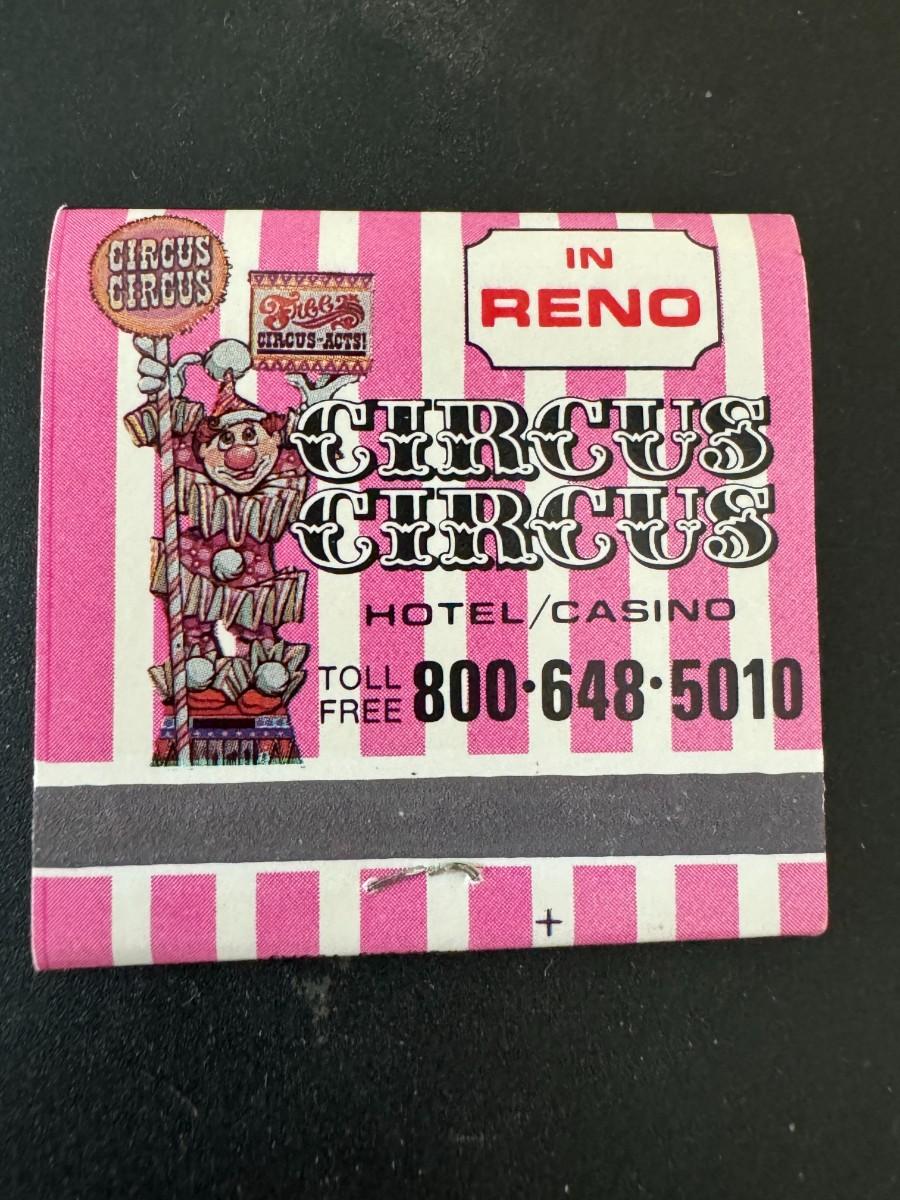 CIRCUS
CIRCUS
Free
CIRCUS-ACTS!
IN
RENO
CIRCUS
CIRCUS
HOTEL/CASINO
TOLL
FREE
800·648·5010
+